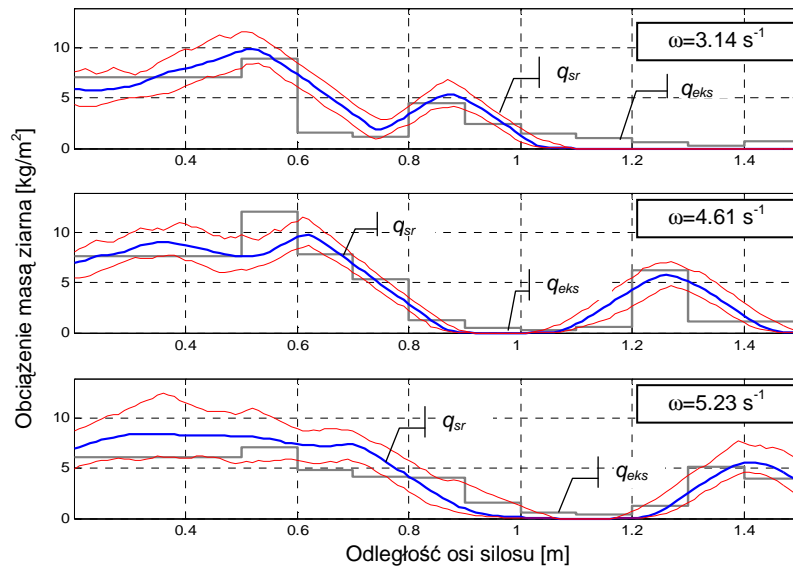 Obciążenie masą ziarna [kg/m²]
ω=3.14 s⁻¹
10
5
0
0.4 0.6 0.8 1 1.2 1.4
q_sr
q_eks
ω=4.61 s⁻¹
10
5
0
0.4 0.6 0.8 1 1.2 1.4
q_sr
q_eks
ω=5.23 s⁻¹
10
5
0
0.4 0.6 0.8 1 1.2 1.4
q_sr
q_eks
Odległość osi silosu [m]